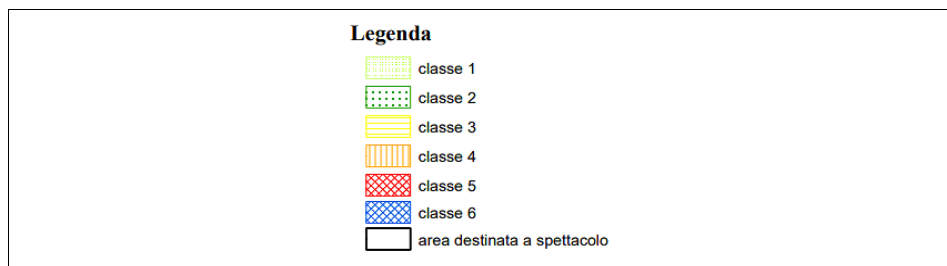 Legenda
classe 1
classe 2
classe 3
classe 4
classe 5
classe 6
area destinata a spettacolo